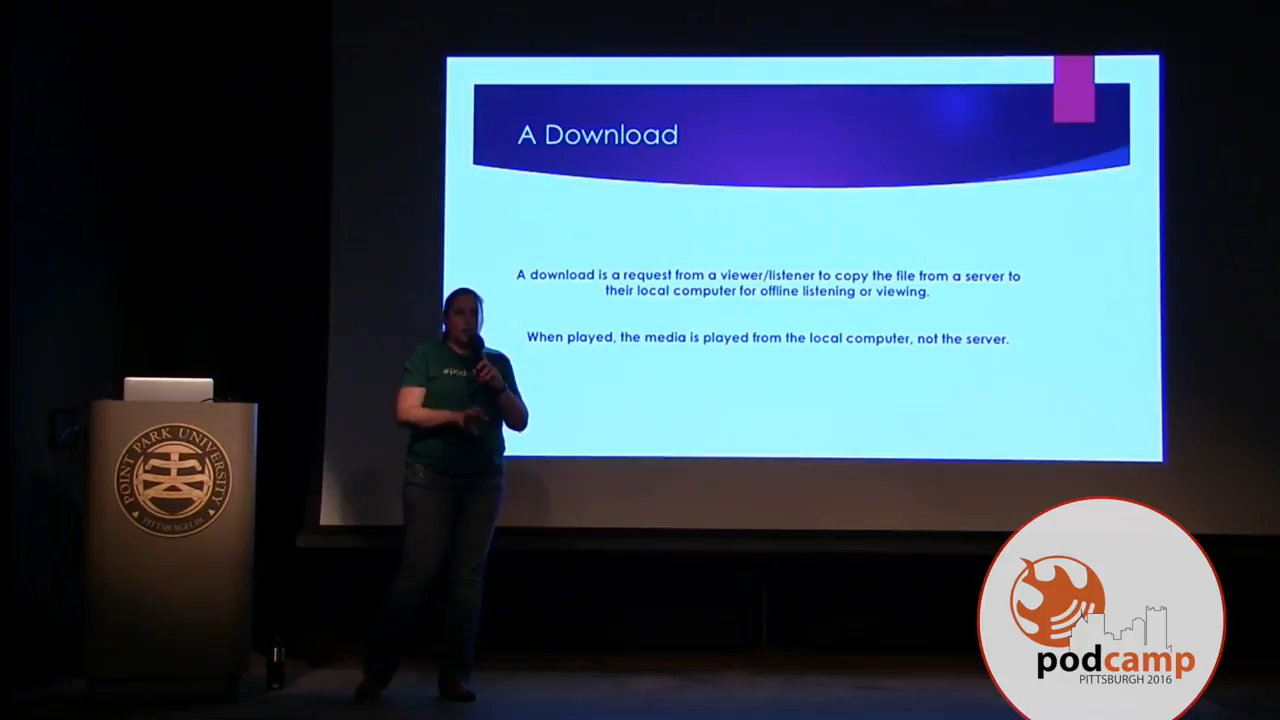 A Download
A download is a request from a viewer/listener to copy the file from a server to
their local computer for offline listening or viewing.
When played, the media is played from the local computer, not the server.
POINT PARK UNIVERSITY
podcamp
PITTSBURGH 2016